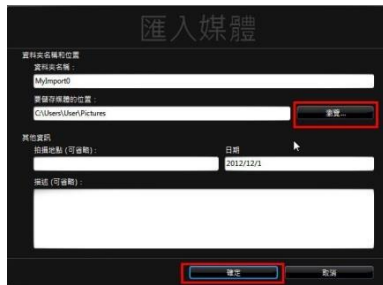 匯入媒體
資料夾名稱和位置
資料夾名稱：
MyImport0
要儲存媒體的位置：
C:\Users\User\Pictures
瀏覽...
其他資訊
拍攝地點 (可省略)：
日期
2012/12/1
描述 (可省略)：
確定
取消